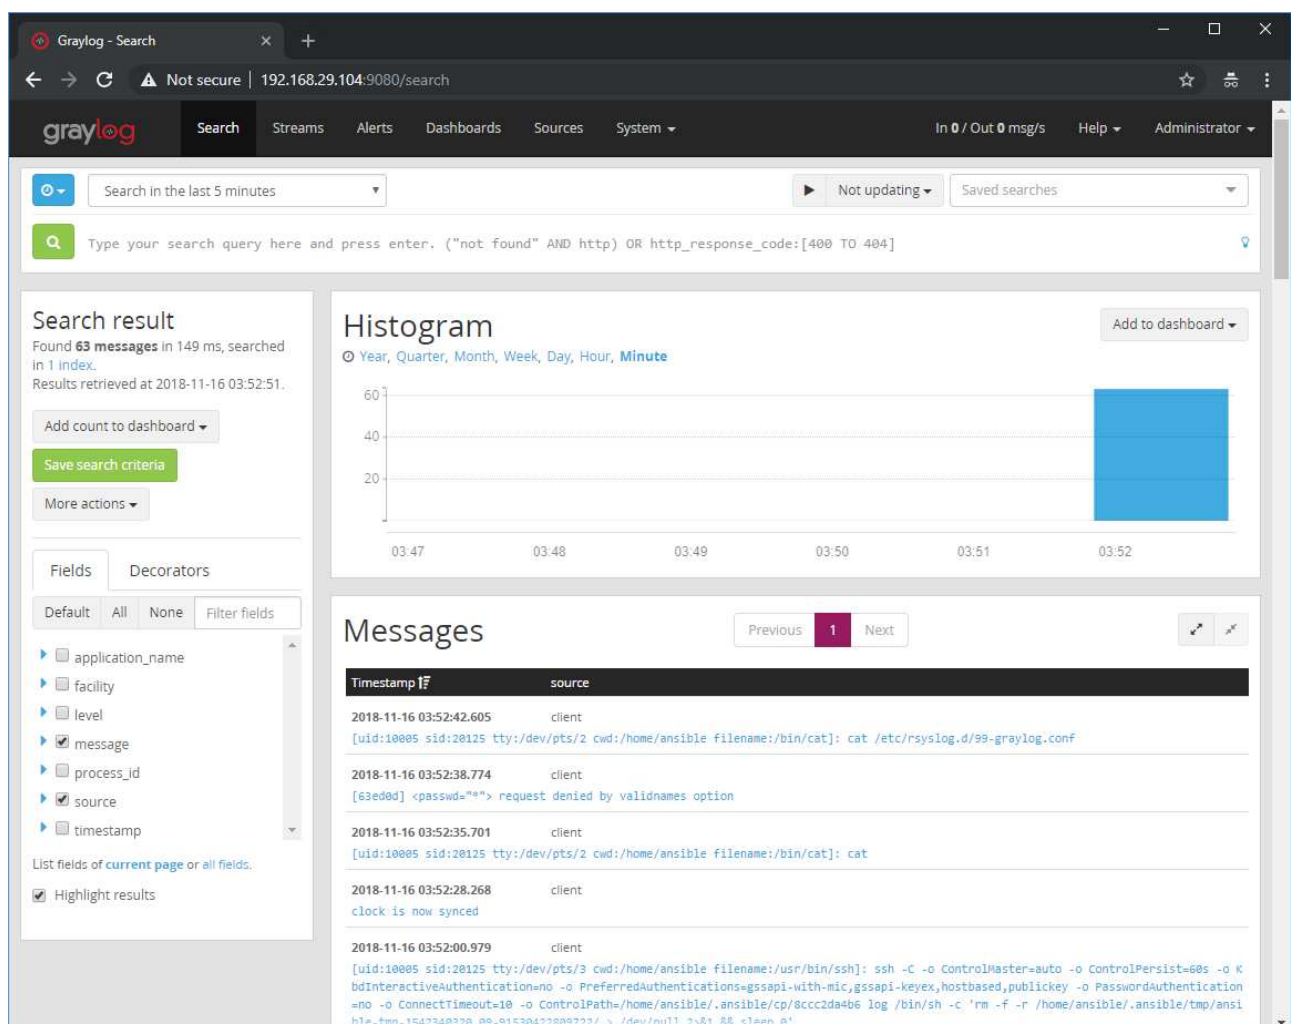 Graylog - Search
Not secure | 192.168.29.104:9080/search
graylog Search Streams Alerts Dashboards Sources System In 0 / Out 0 msg/s Help Administrator
Search in the last 5 minutes Not updating Saved searches
Type your search query here and press enter. ("not found" AND http) OR http_response_code:[400 TO 404]
Search result
Found 63 messages in 149 ms, searched
in 1 index.
Results retrieved at 2018-11-16 03:52:51.
Add count to dashboard
Save search criteria
More actions
Fields Decorators
Default All None Filter fields
application_name
facility
level
message
process_id
source
timestamp
List fields of current page or all fields.
Highlight results
Histogram
Add to dashboard
Year, Quarter, Month, Week, Day, Hour, Minute
60
40
20
03:47 03:48 03:49 03:50 03:51 03:52
Messages
Previous 1 Next
Timestamp source
2018-11-16 03:52:42.605 client
[uid:10005 sid:20125 tty:/dev/pts/2 cwd:/home/ansible filename:/bin/cat]: cat /etc/rsyslog.d/99-graylog.conf
2018-11-16 03:52:38.774 client
[63ed0d] <passwd="*"> request denied by validnames option
2018-11-16 03:52:35.701 client
[uid:10005 sid:20125 tty:/dev/pts/2 cwd:/home/ansible filename:/bin/cat]: cat
2018-11-16 03:52:28.268 client
clock is now synced
2018-11-16 03:52:00.979 client
[uid:10005 sid:20125 tty:/dev/pts/3 cwd:/home/ansible filename:/usr/bin/ssh]: ssh -C -o ControlMaster=auto -o ControlPersist=60s -o K
bdInteractiveAuthentication=no -o PreferredAuthentications=gssapi-with-mic,gssapi-keyex,hostbased,publickey -o PasswordAuthentication
=no -o ConnectTimeout=10 -o ControlPath=/home/ansible/.ansible/cp/8ccc2da4b6 log /bin/sh -c 'rm -f -r /home/ansible/.ansible/tmp/ansi
ble-tmp-1542340320.09-91530422809722/ > /dev/null 2>&1 && sleep 0'